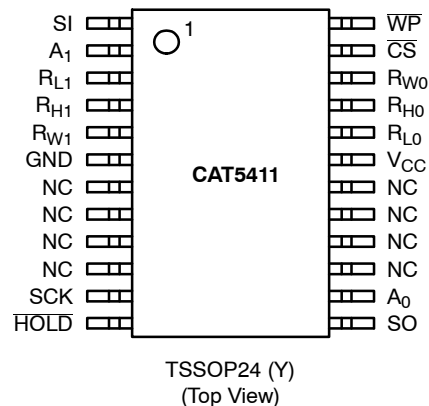 SI
A1
RL1
RH1
RW1
GND
NC
NC
NC
NC
SCK
HOLD
1
CAT5411
WP
CS
RW0
RH0
RL0
VCC
NC
NC
NC
NC
A0
SO
TSSOP24 (Y)
(Top View)